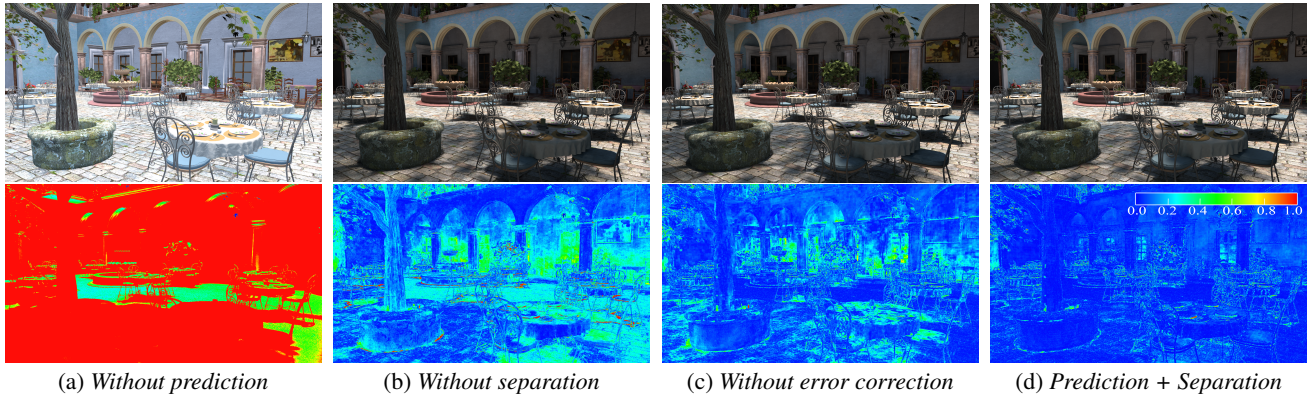 0.0 0.2 0.4 0.6 0.8 1.0
(a) Without prediction
(b) Without separation
(c) Without error correction
(d) Prediction + Separation